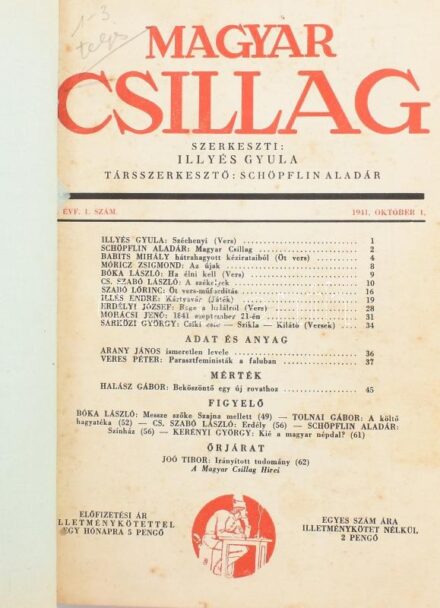 1-3
teljes
MAGYAR
CSILLAG
SZERKESZTI:
ILLYÉS GYULA
TÁRSSZERKESZTŐ: SCHÖPFLIN ALADÁR
ÉVF. 1. SZÁM 1941. OKTÓBER 1.
ILLYÉS GYULA: Széchenyi (Vers) 1
SCHÖPFLIN ALADÁR: Magyar Csillag 2
BABITS MIHÁLY hátrahagyott kézirataiból (Öt vers) 4
MÓRICZ ZSIGMOND: Az újak 8
BÓKA LÁSZLÓ: Ha élni kell (Vers) 9
CS. SZABÓ LÁSZLÓ: A székelyek 10
SZABÓ LŐRINC: Öt vers-műfordítás 16
ILLÉS ENDRE: Kártyavár (Játék) 19
ERDÉLYI JÓZSEF: Rege a halálról (Vers) 28
MORÁCSI JENŐ: 1841 szeptember 21-én 31
SÁRKÖZI GYÖRGY: Csíki — Szikla — Kilátó (Versek) 34
ADAT ÉS ANYAG
ARANY JÁNOS ismeretlen levele 36
VERES PÉTER: Parasztfeministák a faluban 37
MÉRTÉK
HALÁSZ GÁBOR: Beköszöntő egy új rovathoz 45
FIGYELŐ
BÓKA LÁSZLÓ: Messze szőke Szajna mellett (49) — TOLNAI GÁBOR: A költő
hagyatéka (52) — CS. SZABÓ LÁSZLÓ: Erdély (56) — SCHÖPFLIN ALADÁR:
Színház (56) — KERÉNYI GYÖRGY: Kié a magyar népdal? (61)
ŐRJÁRAT
JOÓ TIBOR: Irányított tudomány (62)
A Magyar Csillag Hírei
ELŐFIZETÉSI ÁR
ILLETMÉNYKÖTETTEL
EGY HÓNAPRA 5 PENGŐ
EGYES SZÁM ÁRA
ILLETMÉNYKÖTET NÉLKÜL
2 PENGŐ